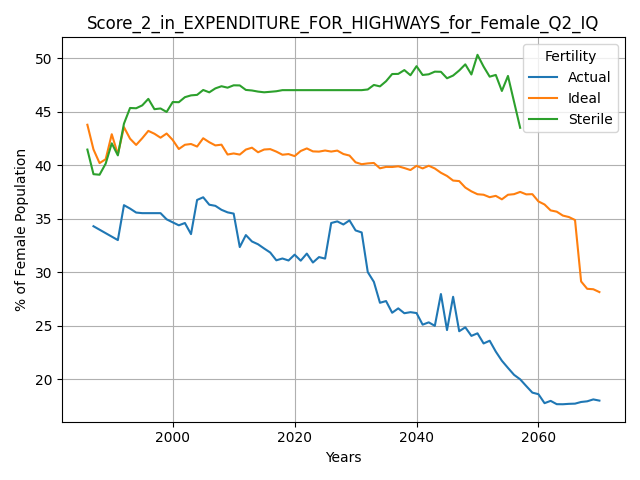 Score_2_in_EXPENDITURE_FOR_HIGHWAYS_for_Female_Q2_IQ
Fertility
Actual
Ideal
Sterile
% of Female Population
50
45
40
35
30
25
20
2000
2020
2040
2060
Years